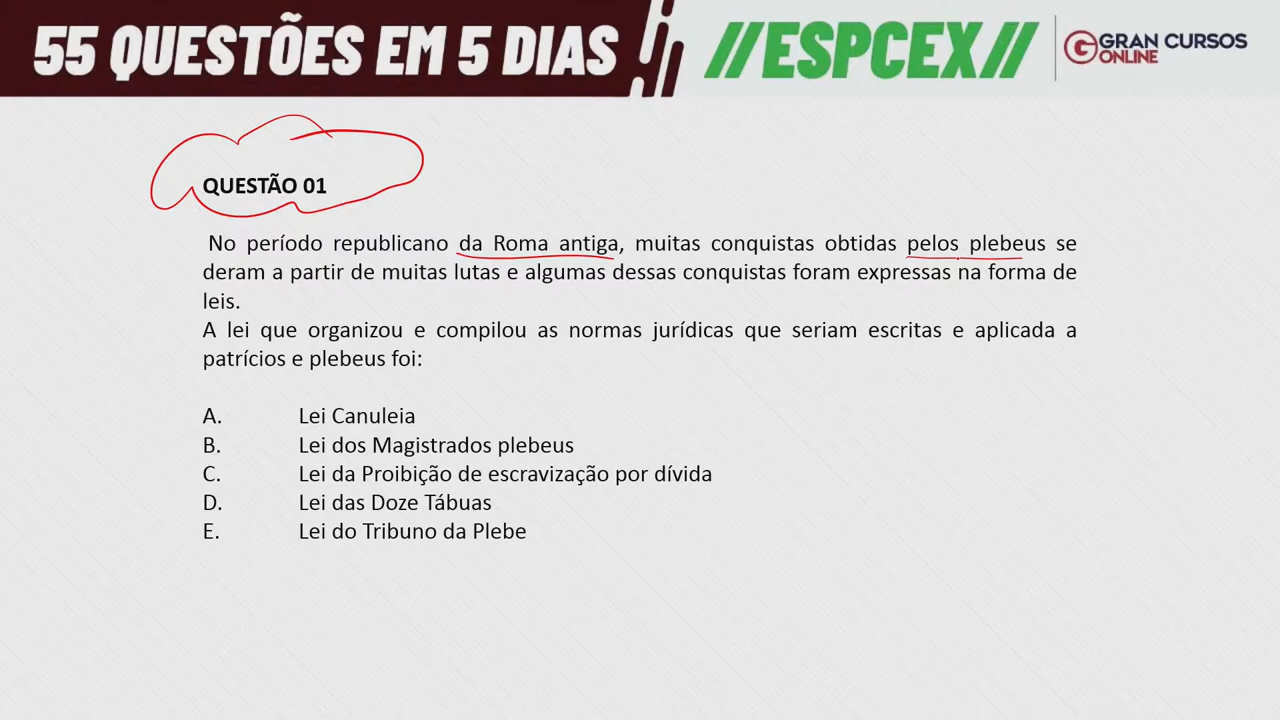 55 QUESTÕES EM 5 DIAS
//ESPCEX//
GRAN CURSOS
ONLINE
QUESTÃO 01
No período republicano da Roma antiga, muitas conquistas obtidas pelos plebeus se
deram a partir de muitas lutas e algumas dessas conquistas foram expressas na forma de
leis.
A lei que organizou e compilou as normas jurídicas que seriam escritas e aplicada a
patrícios e plebeus foi:
A. Lei Canuleia
B. Lei dos Magistrados plebeus
C. Lei da Proibição de escravização por dívida
D. Lei das Doze Tábuas
E. Lei do Tribuno da Plebe